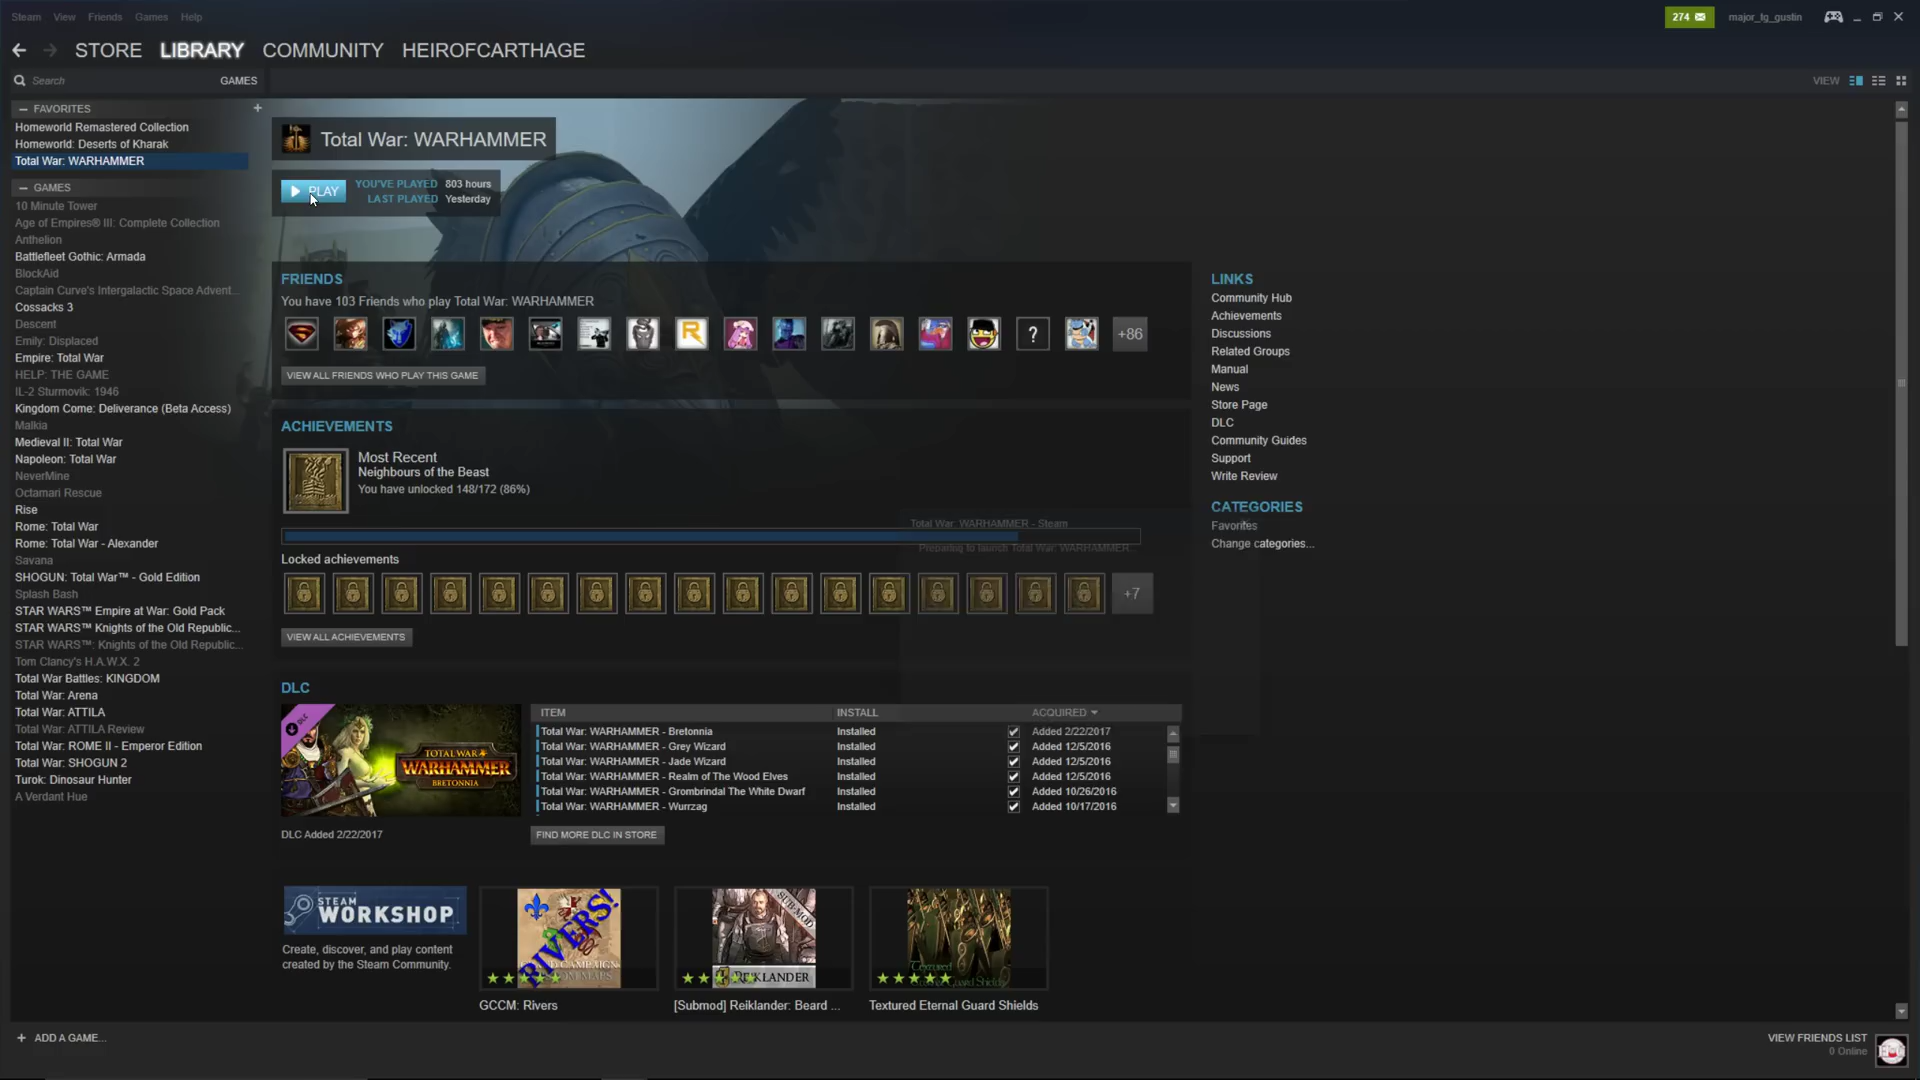 Steam View Friends Games Help
274
major_tg_gustin
STORE LIBRARY COMMUNITY HEIROFCARTHAGE
Search GAMES
VIEW
FAVORITES
Homeworld Remastered Collection
Homeworld: Deserts of Kharak
Total War: WARHAMMER
GAMES
10 Minute Tower
Age of Empires® III: Complete Collection
Anthelion
Battlefleet Gothic: Armada
BlockAid
Captain Curve's Intergalactic Space Advent...
Cossacks 3
Descent
Emily: Displaced
Empire: Total War
HELP: THE GAME
IL-2 Sturmovik: 1946
Kingdom Come: Deliverance (Beta Access)
Malkia
Medieval II: Total War
Napoleon: Total War
NeverMine
Octamari Rescue
Rise
Rome: Total War
Rome: Total War - Alexander
Savana
SHOGUN: Total War™ - Gold Edition
Splash Bash
STAR WARS™ Empire at War: Gold Pack
STAR WARS™ Knights of the Old Republic...
STAR WARS™: Knights of the Old Republic...
Tom Clancy's H.A.W.X. 2
Total War Battles: KINGDOM
Total War: Arena
Total War: ATTILA
Total War: ATTILA Review
Total War: ROME II - Emperor Edition
Total War: SHOGUN 2
Turok: Dinosaur Hunter
A Verdant Hue
ADD A GAME...
Total War: WARHAMMER
PLAY
YOU'VE PLAYED 803 hours
LAST PLAYED Yesterday
FRIENDS
You have 103 Friends who play Total War: WARHAMMER
R
?
+86
VIEW ALL FRIENDS WHO PLAY THIS GAME
ACHIEVEMENTS
Most Recent
Neighbours of the Beast
You have unlocked 148/172 (86%)
Total War: WARHAMMER - Steam
Preparing to launch Total War: WARHAMMER...
Locked achievements
+7
VIEW ALL ACHIEVEMENTS
DLC
DLC
TOTAL WAR
WARHAMMER
BRETONNIA
DLC Added 2/22/2017
ITEM INSTALL ACQUIRED
Total War: WARHAMMER - Bretonnia Installed Added 2/22/2017
Total War: WARHAMMER - Grey Wizard Installed Added 12/5/2016
Total War: WARHAMMER - Jade Wizard Installed Added 12/5/2016
Total War: WARHAMMER - Realm of The Wood Elves Installed Added 12/5/2016
Total War: WARHAMMER - Grombrindal The White Dwarf Installed Added 10/26/2016
Total War: WARHAMMER - Wurrzag Installed Added 10/17/2016
FIND MORE DLC IN STORE
STEAM
WORKSHOP
Create, discover, and play content
created by the Steam Community.
RIVERS!
GCCM: Rivers
SUB-MOD
REIKLANDER
[Submod] Reiklander: Beard ...
Textured
Textured Eternal Guard Shields
LINKS
Community Hub
Achievements
Discussions
Related Groups
Manual
News
Store Page
DLC
Community Guides
Support
Write Review
CATEGORIES
Favorites
Change categories...
VIEW FRIENDS LIST
0 Online